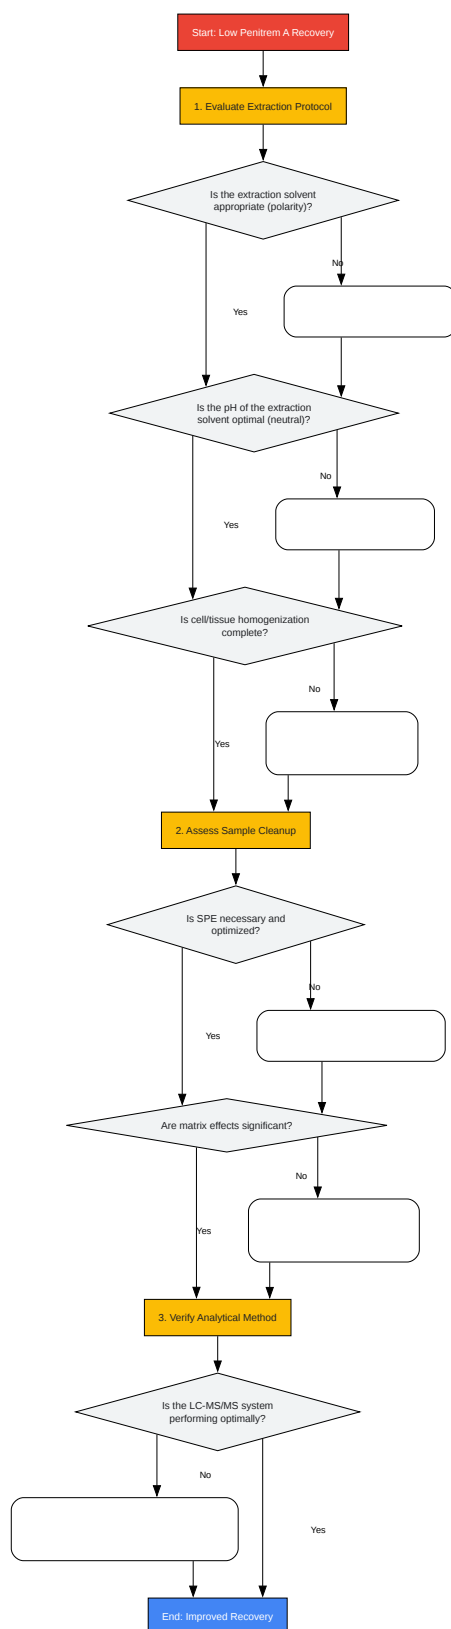 Start: Low Penitrem A Recovery
1. Evaluate Extraction Protocol
Is the extraction solvent
appropriate (polarity)?
No
Yes
Is the pH of the extraction
solvent optimal (neutral)?
No
Yes
Is cell/tissue homogenization
complete?
No
Yes
2. Assess Sample Cleanup
Is SPE necessary and
optimized?
No
Yes
Are matrix effects significant?
No
Yes
3. Verify Analytical Method
Is the LC-MS/MS system
performing optimally?
No
Yes
End: Improved Recovery